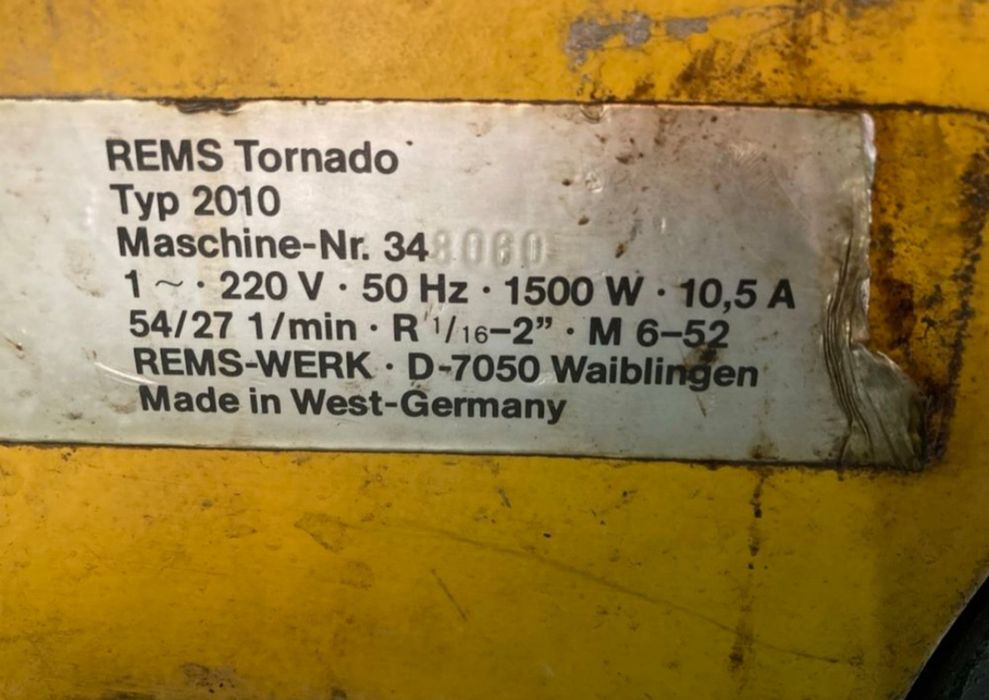 REMS Tornado
Typ 2010
Maschine-Nr. 348060
1 ~ · 220 V · 50 Hz · 1500 W · 10,5 A
54/27 1/min · R 1/16–2” · M 6–52
REMS-WERK · D-7050 Waiblingen
Made in West-Germany